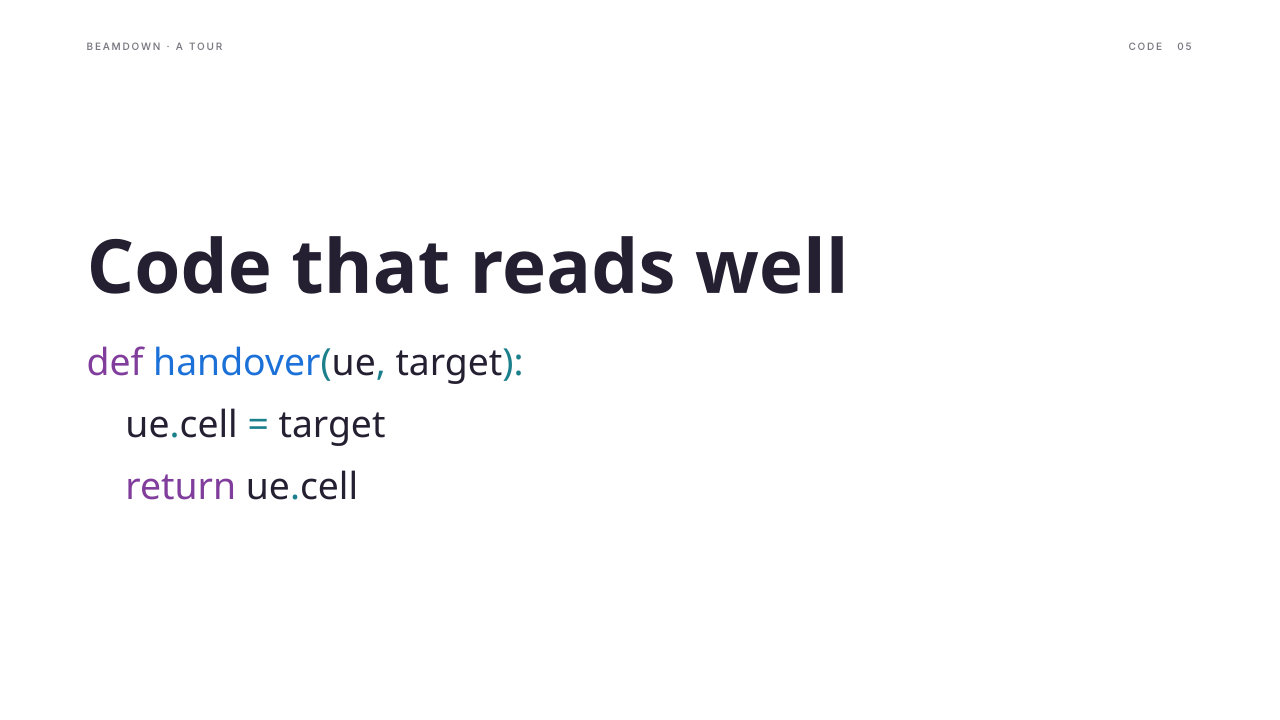 BEAMDOWN · A TOUR
CODE 05
Code that reads well
def handover(ue, target):
    ue.cell = target
    return ue.cell